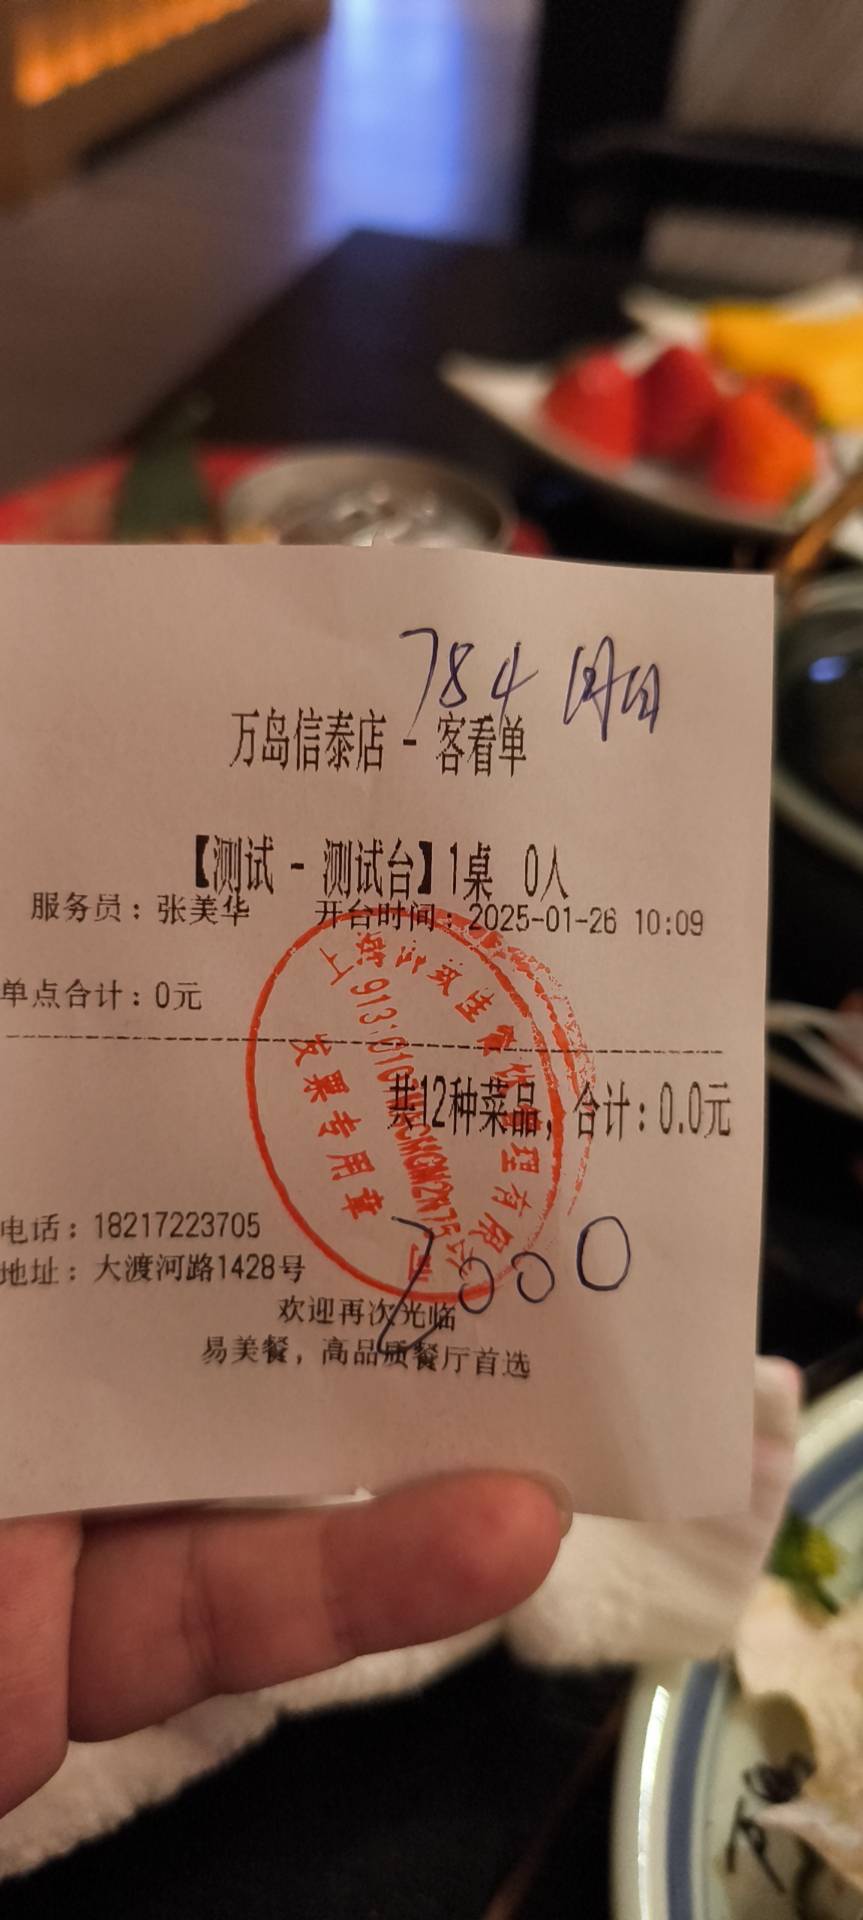 784
万岛信泰店 - 客看单
【测试 - 测试台】1桌 0人
服务员：张美华 开台时间：2025-01-26 10:09
单点合计：0元
共12种菜品，合计：0.0元
发票专用章
电话：18217223705
地址：大渡河路1428号
7000
欢迎再次光临
易美餐，高品质餐厅首选